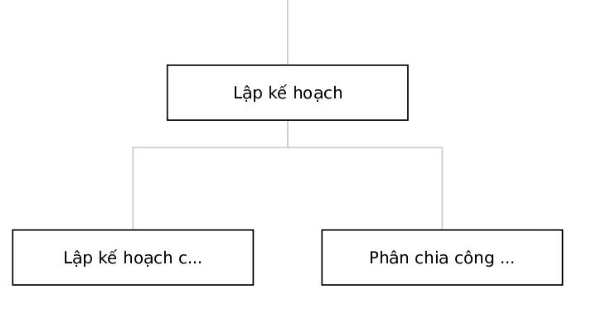 Lập kế hoạch
Lập kế hoạch c...
Phân chia công ...